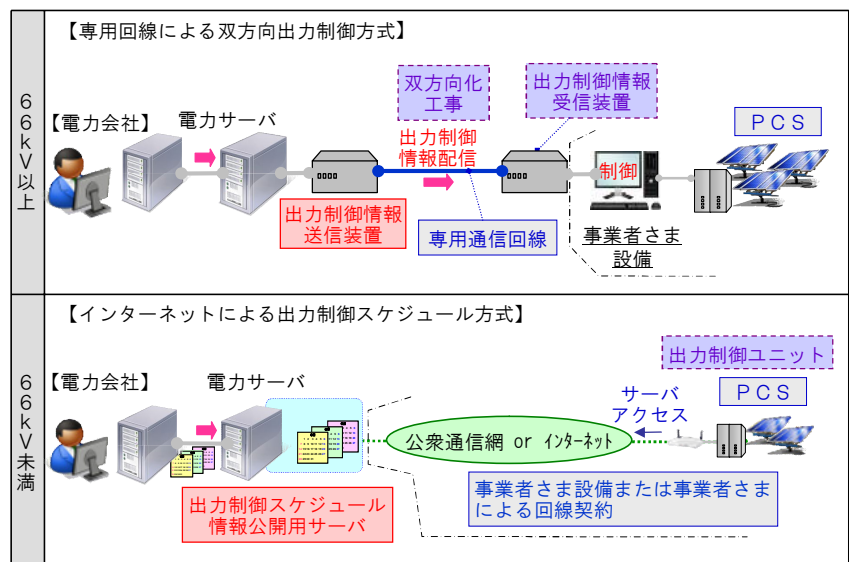 66kV以上
【専用回線による双方向出力制御方式】
【電力会社】
電力サーバ
双方向化
工事
出力制御
情報配信
出力制御情報
受信装置
PCS
制御
出力制御情報
送信装置
専用通信回線
事業者さま
設備
66kV未満
【インターネットによる出力制御スケジュール方式】
【電力会社】
電力サーバ
出力制御ユニット
サーバ
アクセス
PCS
公衆通信網 or インターネット
出力制御スケジュール
情報公開用サーバ
事業者さま設備または事業者さま
による回線契約